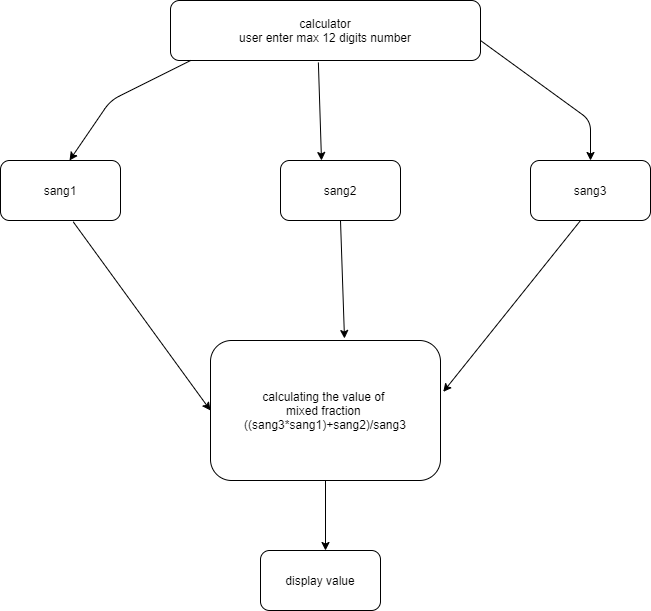 calculator
user enter max 12 digits number
sang1
sang2
sang3
calculating the value of
mixed fraction
((sang3*sang1)+sang2)/sang3
display value